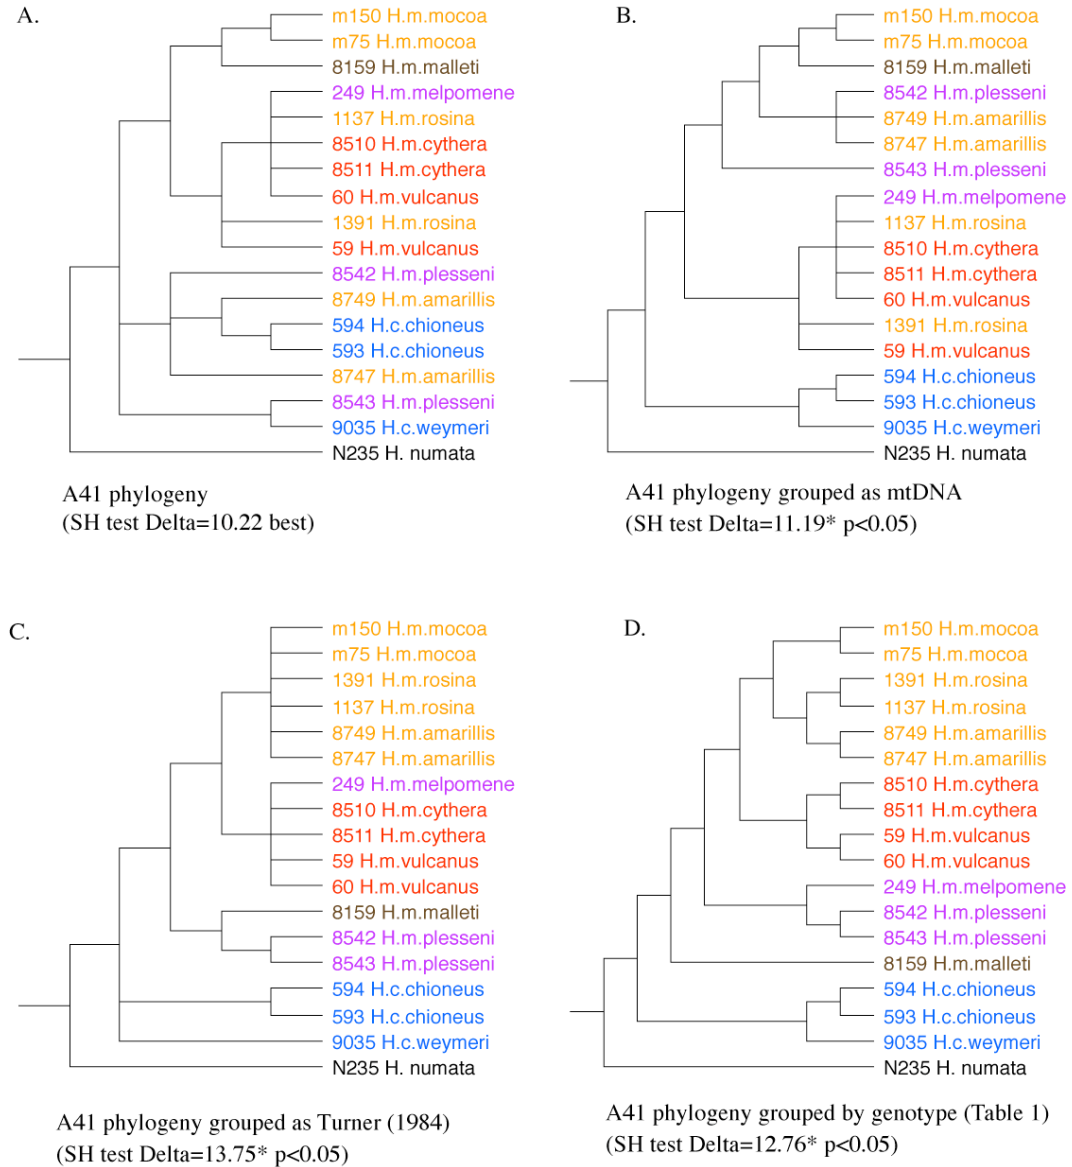 A.
m150 H.m.mocoa
m75 H.m.mocoa
8159 H.m.malleti
249 H.m.melpomene
1137 H.m.rosina
8510 H.m.cythera
8511 H.m.cythera
60 H.m.vulcanus
1391 H.m.rosina
59 H.m.vulcanus
8542 H.m.plesseni
8749 H.m.amarillis
594 H.c.chioneus
593 H.c.chioneus
8747 H.m.amarillis
8543 H.m.plesseni
9035 H.c.weymeri
N235 H. numata
A41 phylogeny
(SH test Delta=10.22 best)
B.
m150 H.m.mocoa
m75 H.m.mocoa
8159 H.m.malleti
8542 H.m.plesseni
8749 H.m.amarillis
8747 H.m.amarillis
8543 H.m.plesseni
249 H.m.melpomene
1137 H.m.rosina
8510 H.m.cythera
8511 H.m.cythera
60 H.m.vulcanus
1391 H.m.rosina
59 H.m.vulcanus
594 H.c.chioneus
593 H.c.chioneus
9035 H.c.weymeri
N235 H. numata
A41 phylogeny grouped as mtDNA
(SH test Delta=11.19* p<0.05)
C.
m150 H.m.mocoa
m75 H.m.mocoa
1391 H.m.rosina
1137 H.m.rosina
8749 H.m.amarillis
8747 H.m.amarillis
249 H.m.melpomene
8510 H.m.cythera
8511 H.m.cythera
59 H.m.vulcanus
60 H.m.vulcanus
8159 H.m.malleti
8542 H.m.plesseni
8543 H.m.plesseni
594 H.c.chioneus
593 H.c.chioneus
9035 H.c.weymeri
N235 H. numata
A41 phylogeny grouped as Turner (1984)
(SH test Delta=13.75* p<0.05)
D.
m150 H.m.mocoa
m75 H.m.mocoa
1391 H.m.rosina
1137 H.m.rosina
8749 H.m.amarillis
8747 H.m.amarillis
8510 H.m.cythera
8511 H.m.cythera
59 H.m.vulcanus
60 H.m.vulcanus
249 H.m.melpomene
8542 H.m.plesseni
8543 H.m.plesseni
8159 H.m.malleti
594 H.c.chioneus
593 H.c.chioneus
9035 H.c.weymeri
N235 H. numata
A41 phylogeny grouped by genotype (Table 1)
(SH test Delta=12.76* p<0.05)